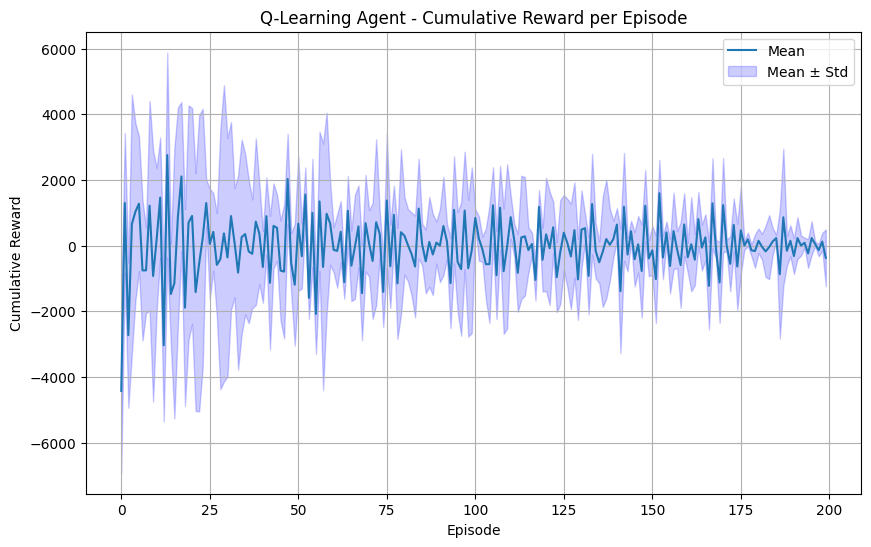 Q-Learning Agent - Cumulative Reward per Episode
Mean
Mean ± Std
Cumulative Reward
6000
4000
2000
0
−2000
−4000
−6000
0 25 50 75 100 125 150 175 200
Episode